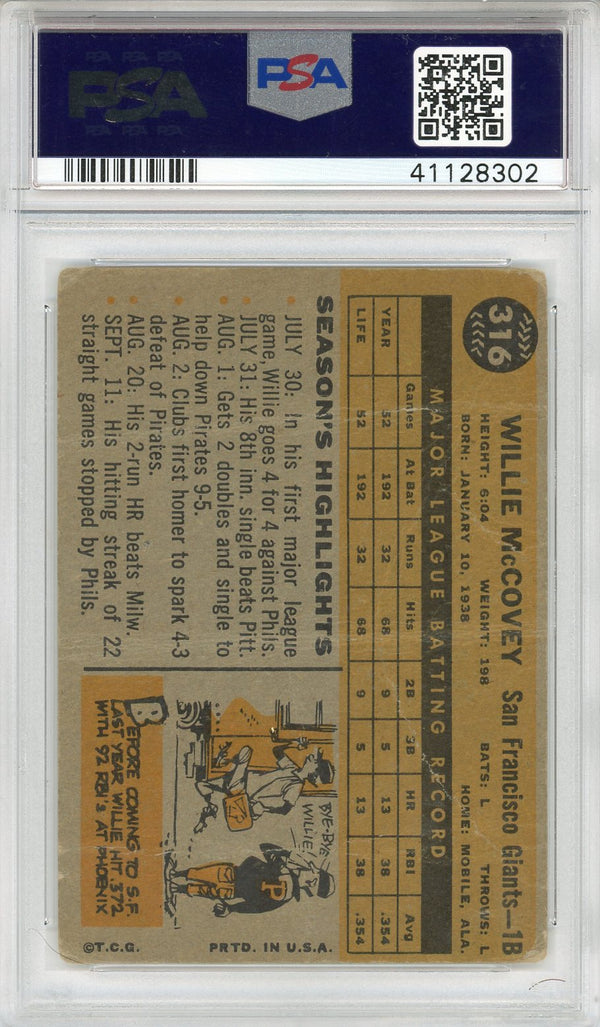 PSA PSA PSA
PSA
PSA PSA PSA
PSA
41128302
316
WILLIE McCOVEY San Francisco Giants—1B
HEIGHT: 6:04 WEIGHT: 198 BATS: L THROWS: L
BORN: JANUARY 10, 1938 HOME: MOBILE, ALA.
MAJOR LEAGUE BATTING RECORD
Games At Bat Runs Hits 2B 3B HR RBI Avg
YEAR 52 192 32 68 9 5 13 38 .354
LIFE 52 192 32 68 9 5 13 38 .354
SEASON'S HIGHLIGHTS
• JULY 30: In his first major league
game, Willie goes 4 for 4 against Phils.
• JULY 31: His 8th inn. single beats Pitt.
• AUG. 1: Gets 2 doubles and single to
help down Pirates 9-5.
• AUG. 2: Clubs first homer to spark 4-3
defeat of Pirates.
• AUG. 20: His 2-run HR beats Milw.
• SEPT. 11: His hitting streak of 22
straight games stopped by Phils.
BYE-BYE
WILLIE!
P
BEFORE COMING TO S.F.
LAST YEAR WILLIE HIT .372
WITH 92 RBI'S AT PHOENIX
©T.C.G. PRTD. IN U.S.A.